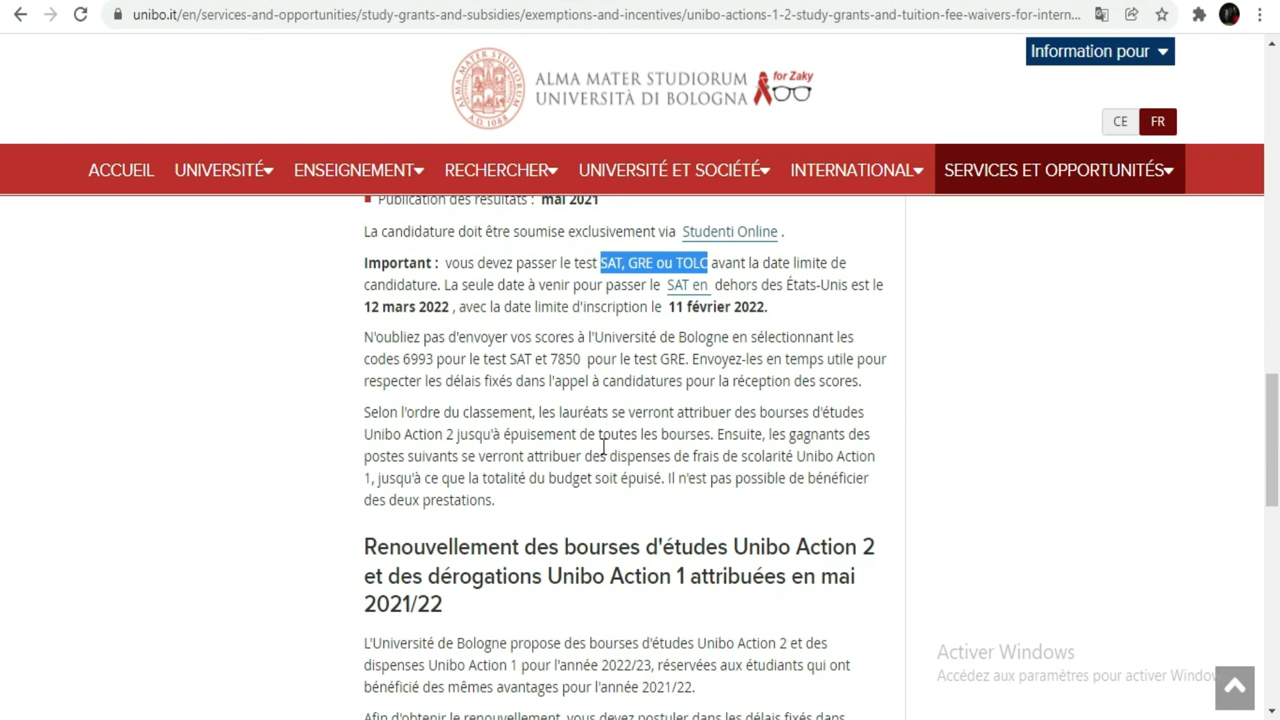 unibo.it/en/services-and-opportunities/study-grants-and-subsidies/exemptions-and-incentives/unibo-actions-1-2-study-grants-and-tuition-fee-waivers-for-intern...
Information pour
ALMA MATER STUDIORUM
UNIVERSITÀ DI BOLOGNA
for Zaky
ALMA MATER STUDIORUM
A.D. 1088
CE FR
ACCUEIL UNIVERSITÉ ENSEIGNEMENT RECHERCHER UNIVERSITÉ ET SOCIÉTÉ INTERNATIONAL SERVICES ET OPPORTUNITÉS
Publication des résultats : mai 2021
La candidature doit être soumise exclusivement via Studenti Online .
Important : vous devez passer le test SAT, GRE ou TOLC avant la date limite de
candidature. La seule date à venir pour passer le SAT en dehors des États-Unis est le
12 mars 2022 , avec la date limite d'inscription le 11 février 2022.
N'oubliez pas d'envoyer vos scores à l'Université de Bologne en sélectionnant les
codes 6993 pour le test SAT et 7850 pour le test GRE. Envoyez-les en temps utile pour
respecter les délais fixés dans l'appel à candidatures pour la réception des scores.
Selon l'ordre du classement, les lauréats se verront attribuer des bourses d'études
Unibo Action 2 jusqu'à épuisement de toutes les bourses. Ensuite, les gagnants des
postes suivants se verront attribuer des dispenses de frais de scolarité Unibo Action
1, jusqu'à ce que la totalité du budget soit épuisé. Il n'est pas possible de bénéficier
des deux prestations.
Renouvellement des bourses d'études Unibo Action 2
et des dérogations Unibo Action 1 attribuées en mai
2021/22
L'Université de Bologne propose des bourses d'études Unibo Action 2 et des
dispenses Unibo Action 1 pour l'année 2022/23, réservées aux étudiants qui ont
bénéficié des mêmes avantages pour l'année 2021/22.
Afin d'obtenir le renouvellement, vous devez postuler dans les délais fixés dans
Activer Windows
Accédez aux paramètres pour activer Windows